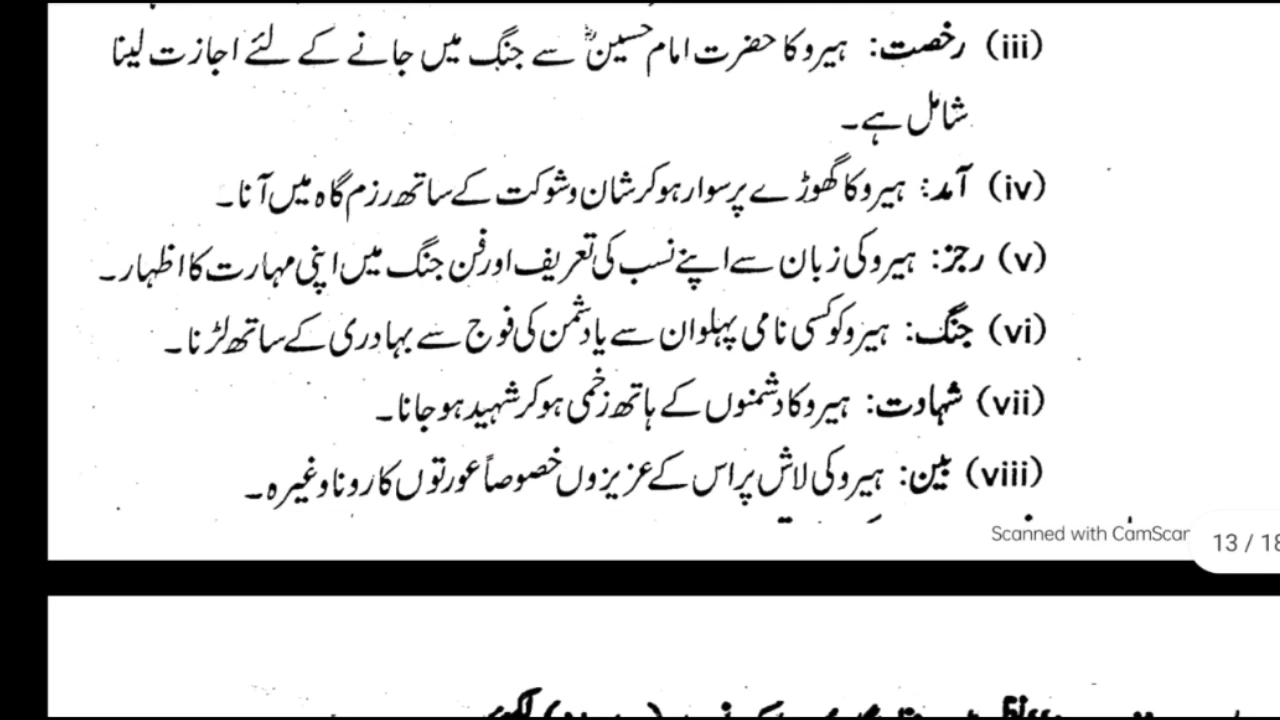 (iii) رخصت: ہیرو کا حضرت امام حسینؓ سے جنگ میں جانے کے لئے اجازت لینا
شامل ہے۔
(iv) آمد: ہیرو کا گھوڑے پر سوار ہو کر شان و شوکت کے ساتھ رزم گاہ میں آنا۔
(v) رجز: ہیرو کی زبان سے اپنے نسب کی تعریف اور فن جنگ میں اپنی مہارت کا اظہار۔
(vi) جنگ: ہیرو کو کسی نامی پہلوان سے یا دشمن کی فوج سے بہادری کے ساتھ لڑنا۔
(vii) شہادت: ہیرو کا دشمنوں کے ہاتھ زخمی ہو کر شہید ہو جانا۔
(viii) بین: ہیرو کی لاش پر اس کے عزیزوں خصوصاً عورتوں کا رونا وغیرہ۔
Scanned with CamScan
13 / 18